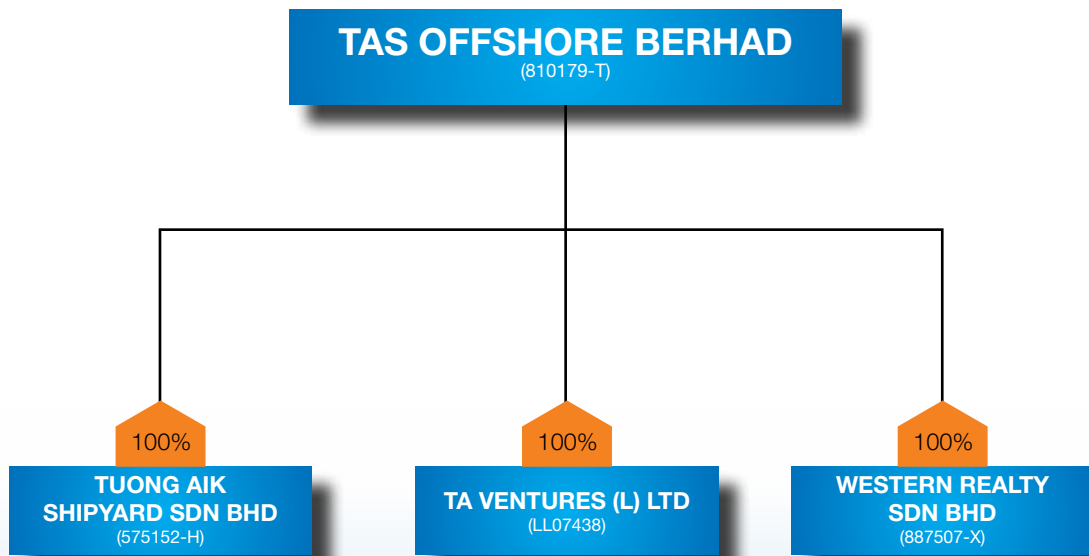 TAS OFFSHORE BERHAD
(810179-T)
100%
100%
100%
TUONG AIK
SHIPYARD SDN BHD
(575152-H)
TA VENTURES (L) LTD
(LL07438)
WESTERN REALTY
SDN BHD
(887507-X)